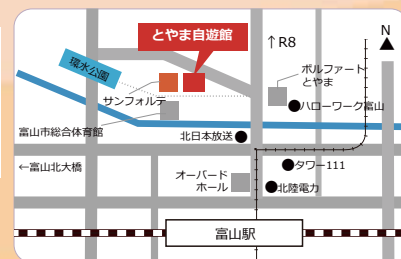 とやま自遊館
↑R8
N
環水公園
ボルファート
とやま
サンフォルテ
ハローワーク富山
富山市総合体育館
北日本放送
←富山北大橋
タワー111
オーバード
ホール
北陸電力
富山駅